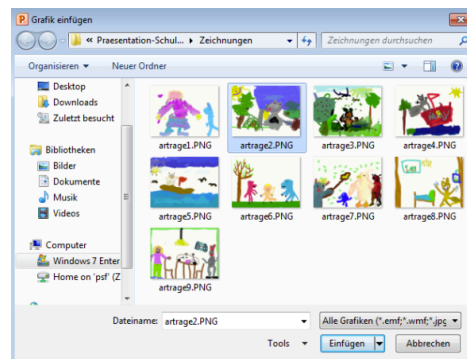 Grafik einfügen
« Praesentation-Schul... Zeichnungen
Zeichnungen durchsuchen
Organisieren
Neuer Ordner
Desktop
Downloads
Zuletzt besucht
Bibliotheken
Bilder
Dokumente
Musik
Videos
Computer
Windows 7 Enter
Home on 'psf' (Z
artrage1.PNG
artrage2.PNG
artrage3.PNG
artrage4.PNG
artrage5.PNG
artrage6.PNG
artrage7.PNG
artrage8.PNG
artrage9.PNG
Dateiname: artrage2.PNG
Alle Grafiken (*.emf;*.wmf;*.jpg
Tools
Einfügen
Abbrechen